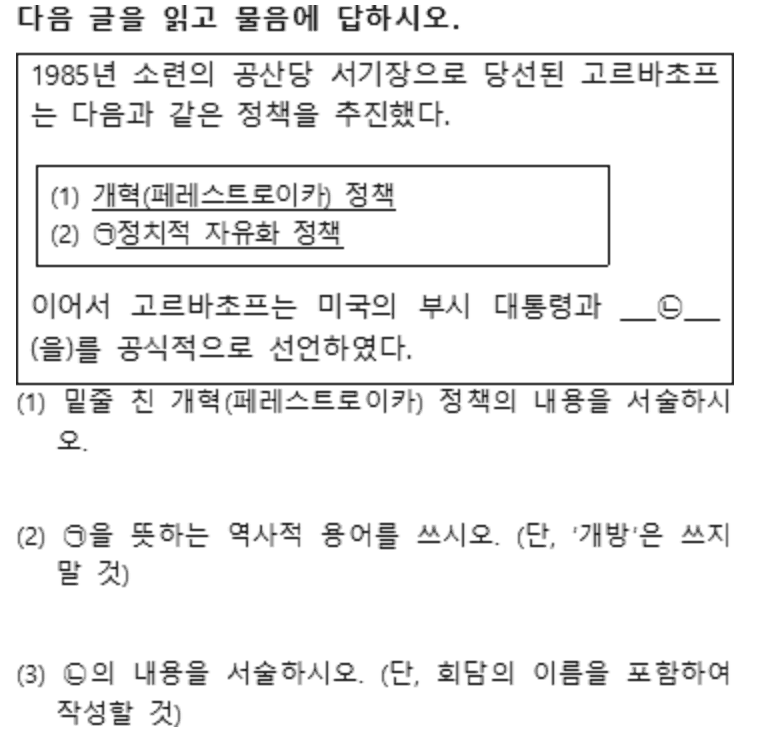 다음 글을 읽고 물음에 답하시오.
1985년 소련의 공산당 서기장으로 당선된 고르바초프
는 다음과 같은 정책을 추진했다.
(1) 개혁(페레스트로이카) 정책
(2) ㉠정치적 자유화 정책
이어서 고르바초프는 미국의 부시 대통령과 __㉡__
(을)를 공식적으로 선언하였다.
(1) 밑줄 친 개혁(페레스트로이카) 정책의 내용을 서술하시
오.
(2) ㉠을 뜻하는 역사적 용어를 쓰시오. (단, '개방'은 쓰지
말 것)
(3) ㉡의 내용을 서술하시오. (단, 회담의 이름을 포함하여
작성할 것)